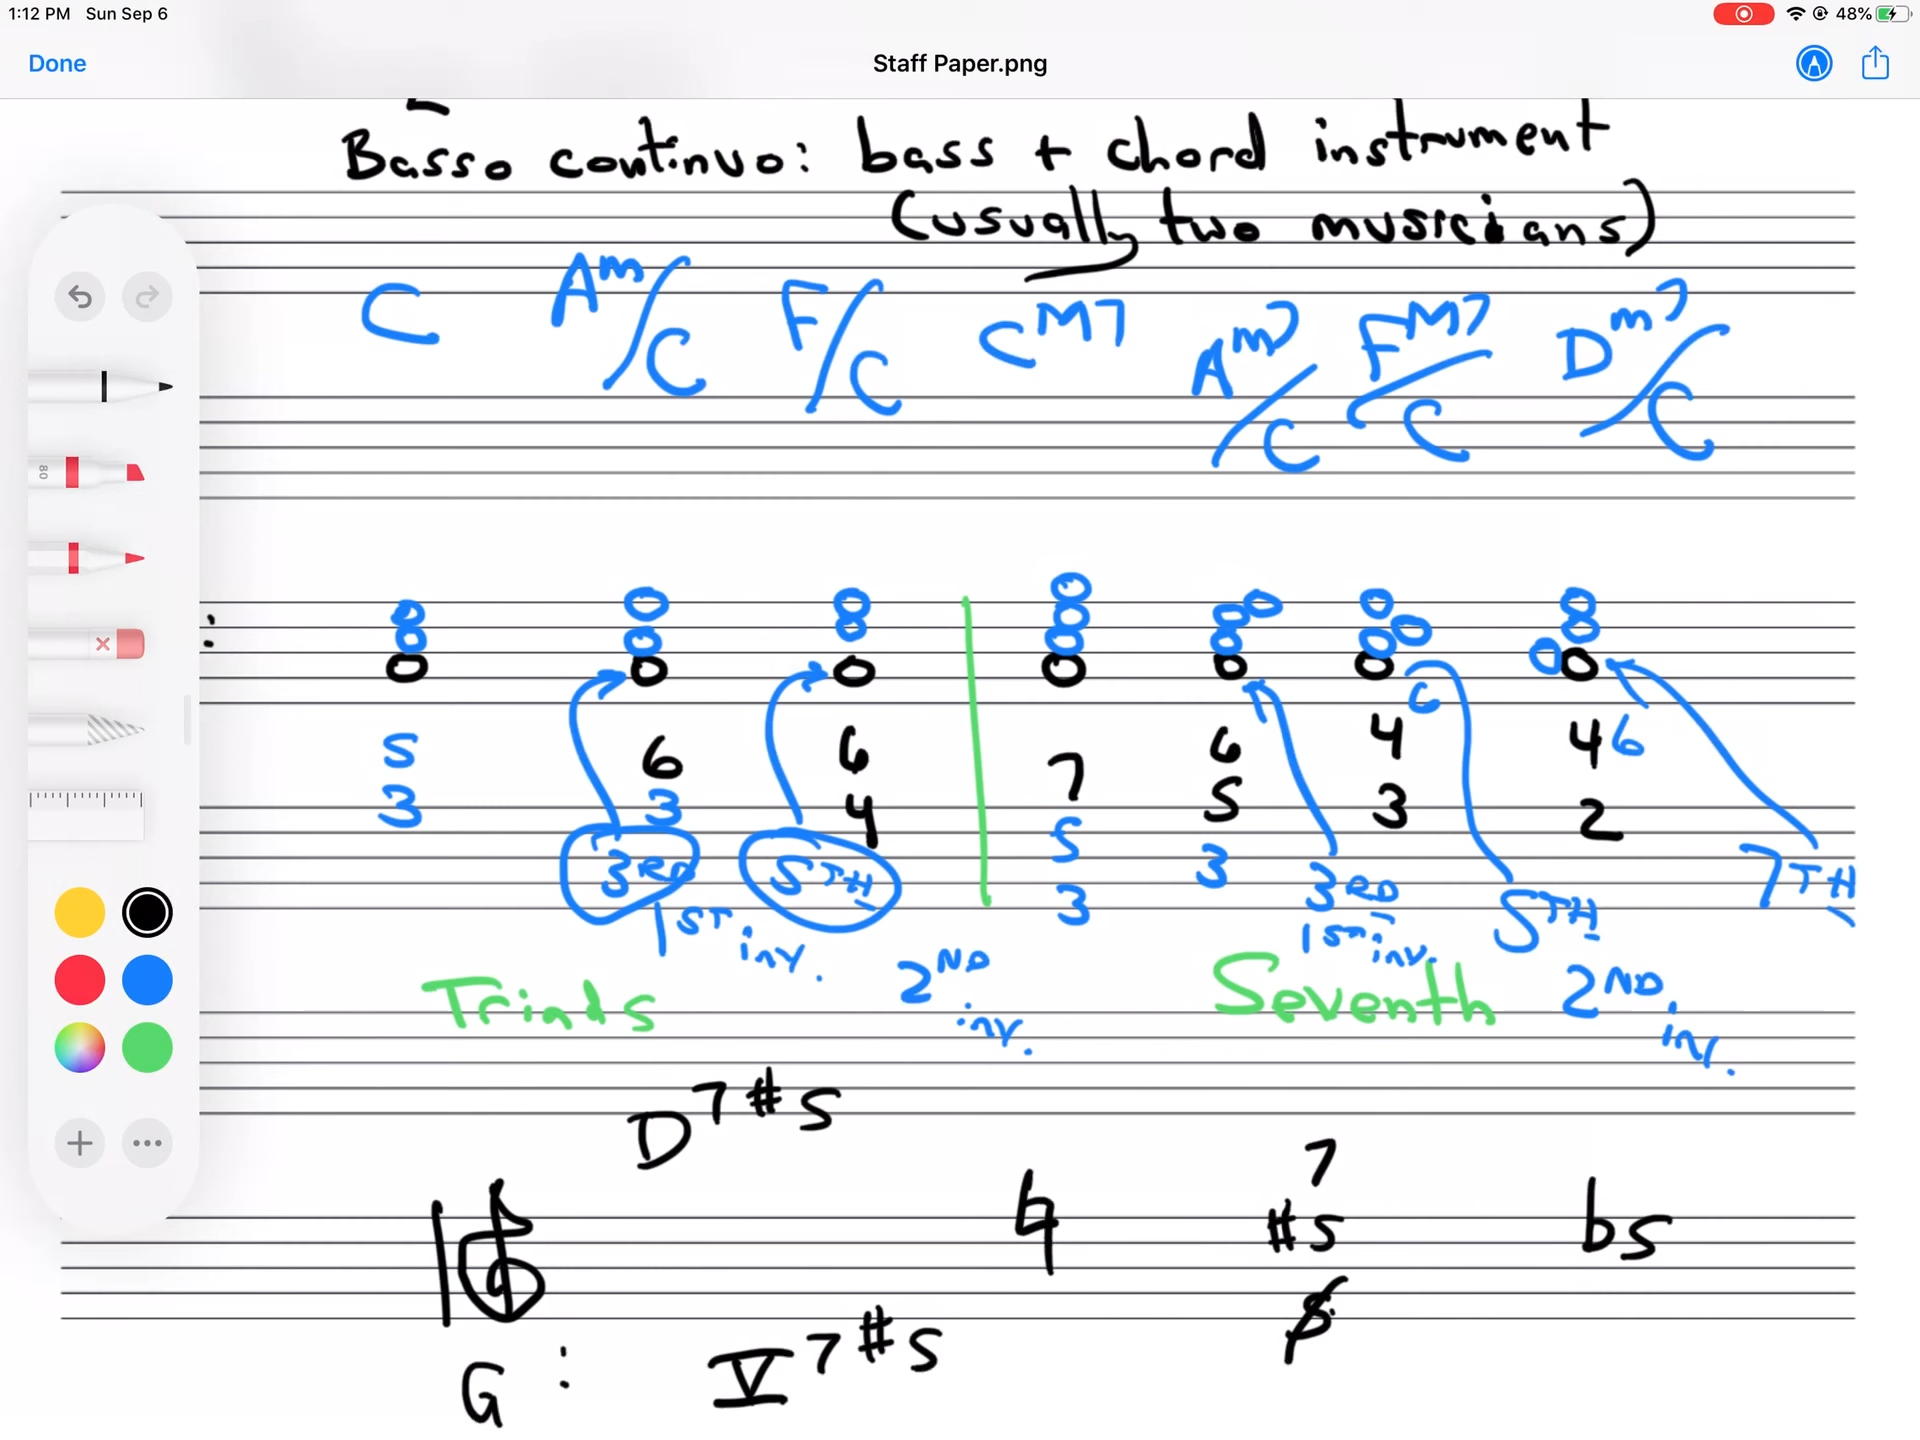 1:12 PM Sun Sep 6
48%
Done
Staff Paper.png
Basso continuo: bass + chord instrument
(usually two musicians)
C Am/C F/C CM7 Am7/C FM7/C Dm7/C
5 6 6 7 6 6 4 6
3 3 4 5 5 4 2
3 3 3
3RD 5TH 3RD 5TH 7TH
1ST inv. 2ND inv. 1ST inv. 2ND inv.
Triads Seventh
D7#5
♮ 7 #5 b5
G: V7#5
80